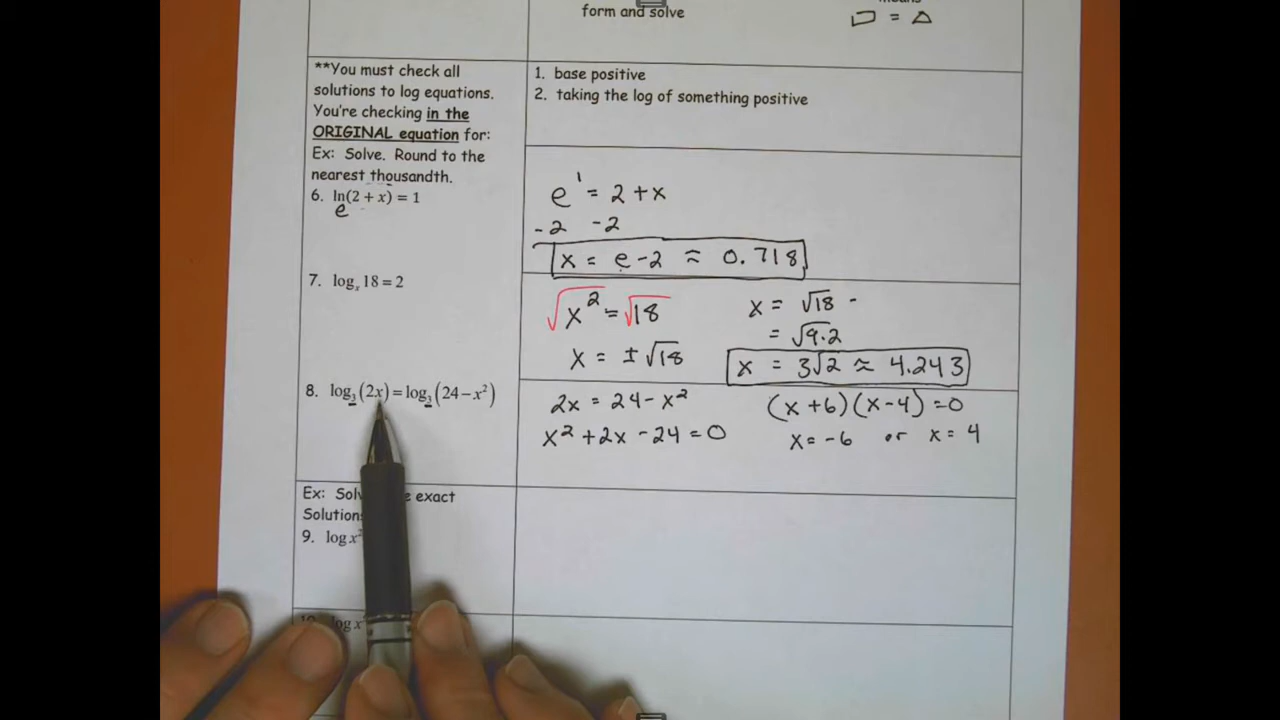 form and solve
▱ = △
**You must check all
solutions to log equations.
You're checking in the
ORIGINAL equation for:
1. base positive
2. taking the log of something positive
Ex: Solve. Round to the
nearest thousandth.
6. ln(2 + x) = 1
e
e¹ = 2 + x
-2 -2
x = e - 2 ≈ 0.718
7. logₓ 18 = 2
√x² = √18
x = ±√18
x = √18 -
= √9·2
x = 3√2 ≈ 4.243
8. log₃(2x) = log₃(24 − x²)
2x = 24 - x²
x² + 2x - 24 = 0
(x + 6)(x - 4) = 0
x = -6 or x = 4
Ex: exact
9. log x